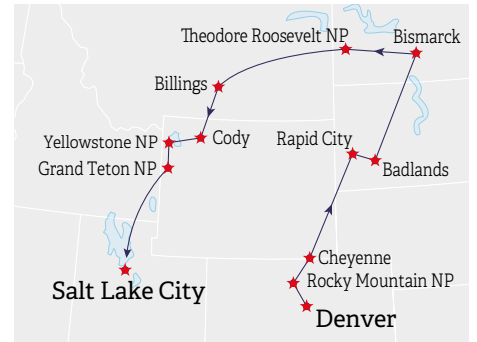 Theodore Roosevelt NP
Bismarck
Billings
Yellowstone NP
Cody
Rapid City
Grand Teton NP
Badlands
Cheyenne
Rocky Mountain NP
Salt Lake City
Denver